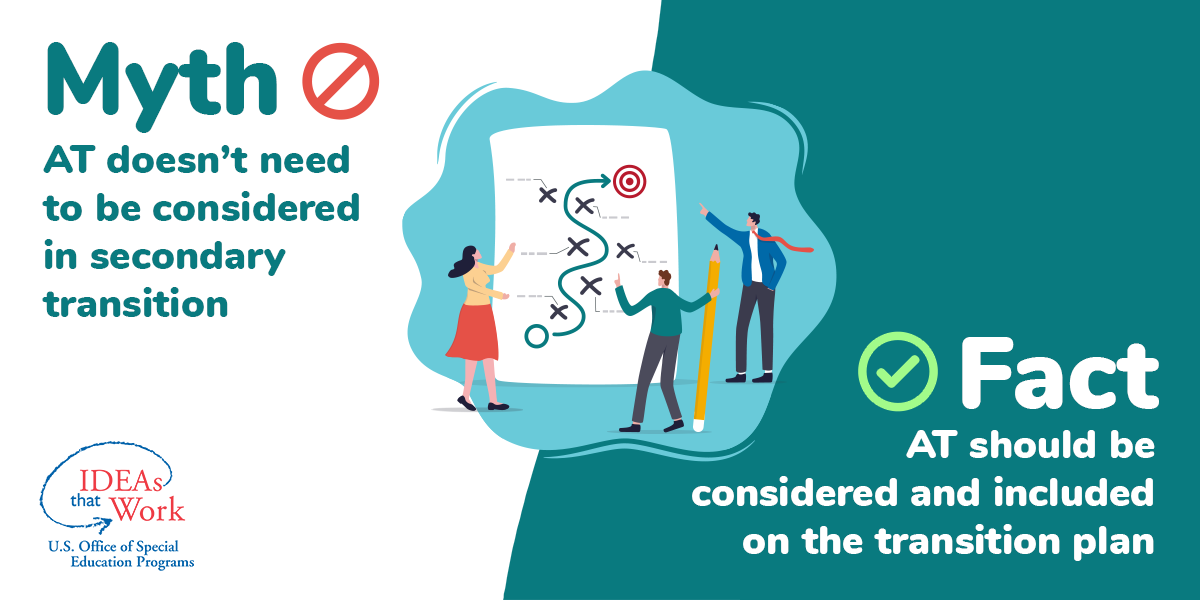 Myth
AT doesn't need
to be considered
in secondary
transition
Fact
AT should be
considered and included
on the transition plan
IDEAs
that Work
U.S. Office of Special
Education Programs